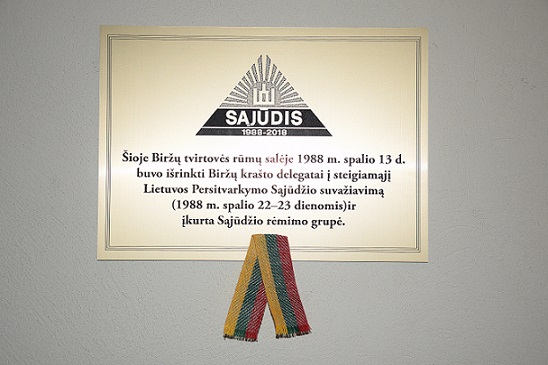 SĄJŪDIS
1988-2018
Šioje Biržų tvirtovės rūmų salėje 1988 m. spalio 13 d.
buvo išrinkti Biržų krašto delegatai į steigiamąjį
Lietuvos Persitvarkymo Sąjūdžio suvažiavimą
(1988 m. spalio 22–23 dienomis)ir
įkurta Sąjūdžio rėmimo grupė.